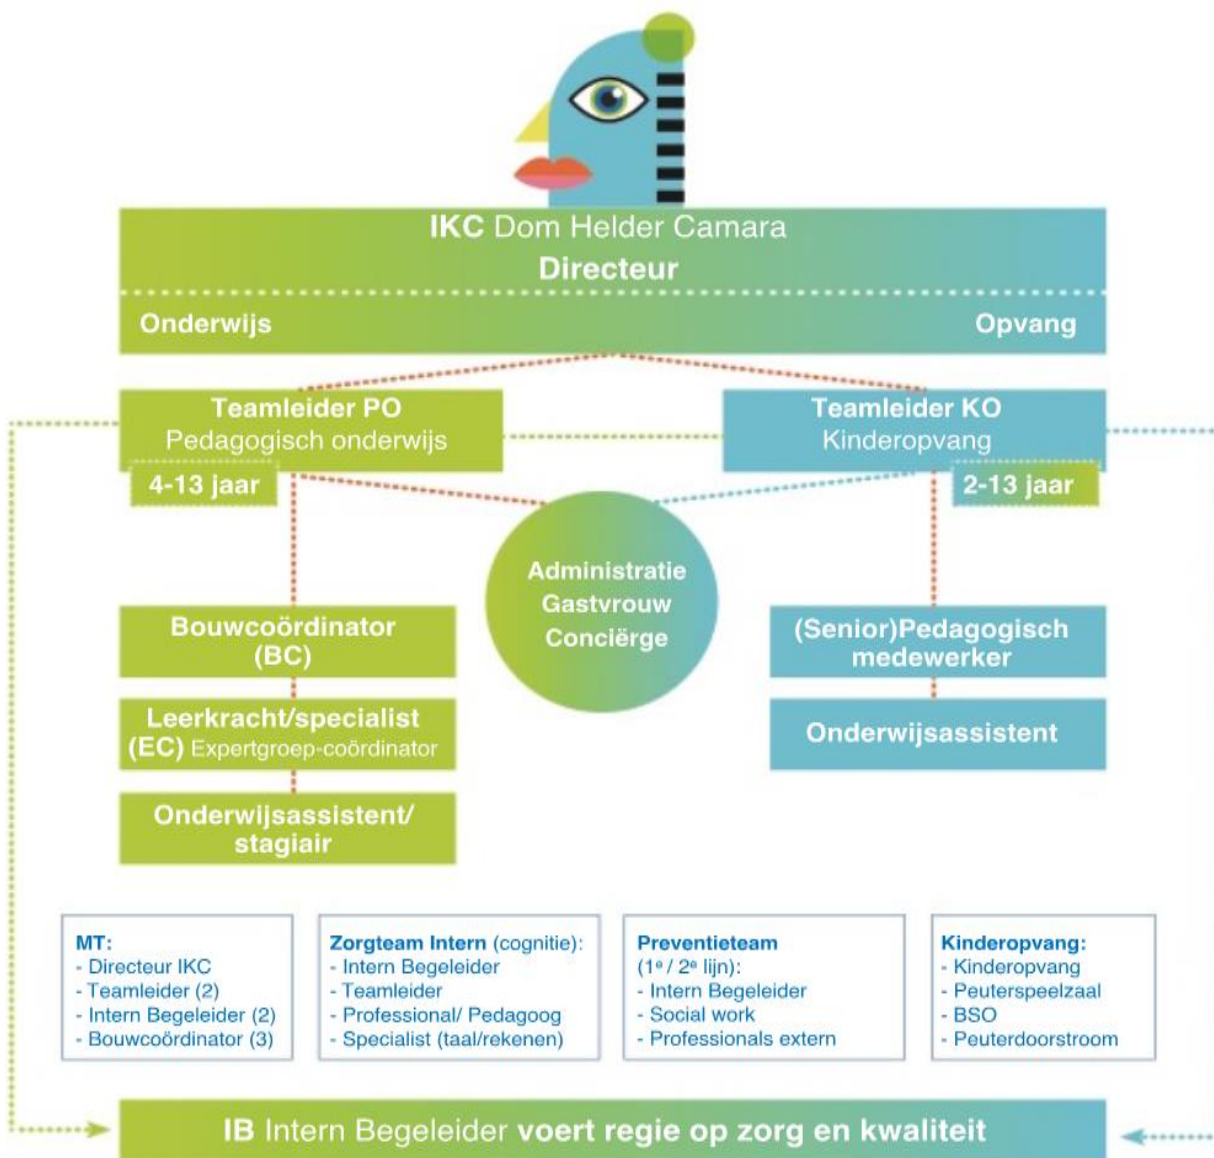 IKC Dom Helder Camara
Directeur
Onderwijs
Opvang
Teamleider PO
Pedagogisch onderwijs
4-13 jaar
Teamleider KO
Kinderopvang
2-13 jaar
Administratie
Gastvrouw
Conciërge
Bouwcoördinator
(BC)
Leerkracht/specialist
(EC) Expertgroep-coördinator
Onderwijsassistent/
stagiair
(Senior)Pedagogisch
medewerker
Onderwijsassistent
MT:
- Directeur IKC
- Teamleider (2)
- Intern Begeleider (2)
- Bouwcoördinator (3)
Zorgteam Intern (cognitie):
- Intern Begeleider
- Teamleider
- Professional/ Pedagoog
- Specialist (taal/rekenen)
Preventieteam
(1ᵉ / 2ᵉ lijn):
- Intern Begeleider
- Social work
- Professionals extern
Kinderopvang:
- Kinderopvang
- Peuterspeelzaal
- BSO
- Peuterdoorstroom
IB Intern Begeleider voert regie op zorg en kwaliteit